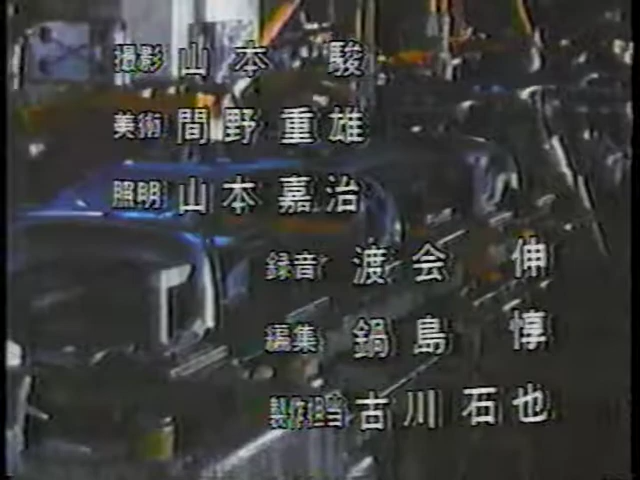 撮影 山本 駿
美術 間野重雄
照明 山本嘉治
録音 渡会 伸
編集 鍋島 惇
製作担当 古川石也